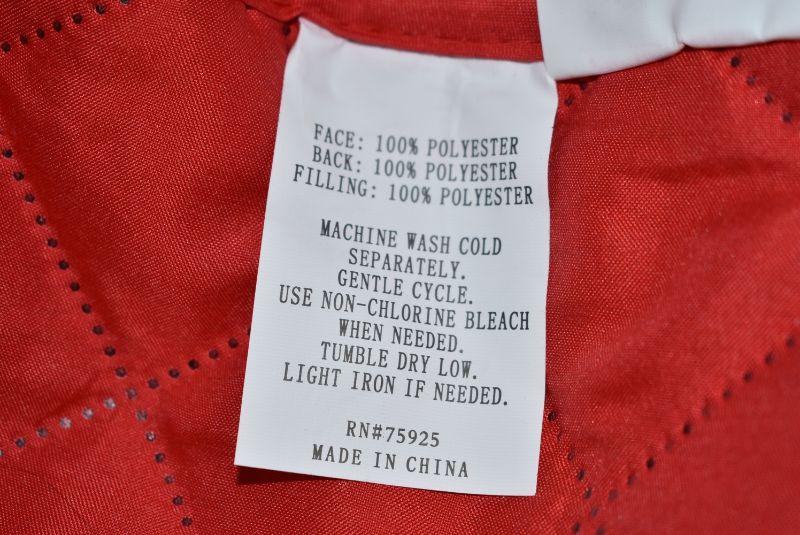 FACE: 100% POLYESTER
BACK: 100% POLYESTER
FILLING: 100% POLYESTER
MACHINE WASH COLD
SEPARATELY.
GENTLE CYCLE.
USE NON-CHLORINE BLEACH
WHEN NEEDED.
TUMBLE DRY LOW.
LIGHT IRON IF NEEDED.
RN#75925
MADE IN CHINA